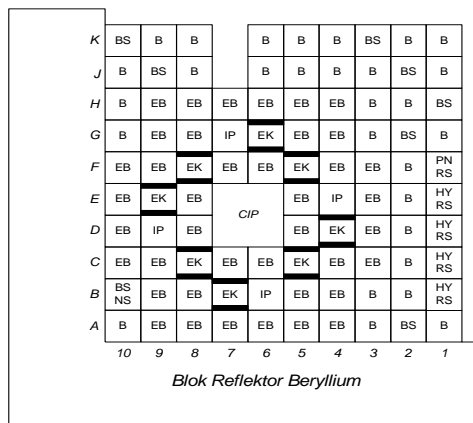 K BS B B B B B BS B B
J B BS B B B B B BS B
H B EB EB EB EB EB EB B B BS
G B EB EB IP EK EB EB B BS B
F EB EB EK EB EB EK EB EB B PN RS
E EB EK EB CIP EB IP EB B HY RS
D EB IP EB EB EK EB B HY RS
C EB EB EK EB EB EK EB EB B HY RS
B BS NS EB EB EK IP EB EB B B HY RS
A B EB EB EB EB EB EB B BS B
10 9 8 7 6 5 4 3 2 1
Blok Reflektor Beryllium